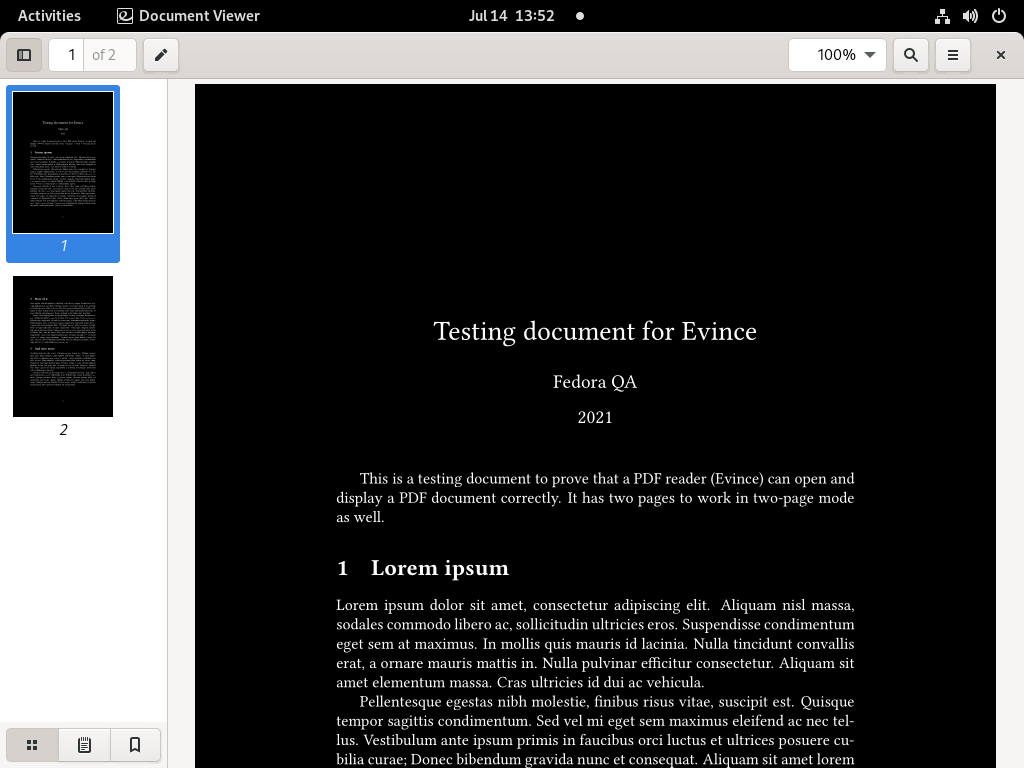 Activities
Document Viewer
Jul 14 13:52
1 of 2
100%
1
2
Testing document for Evince
Fedora QA
2021
This is a testing document to prove that a PDF reader (Evince) can open and
display a PDF document correctly. It has two pages to work in two-page mode
as well.
1 Lorem ipsum
Lorem ipsum dolor sit amet, consectetur adipiscing elit. Aliquam nisl massa,
sodales commodo libero ac, sollicitudin ultricies eros. Suspendisse condimentum
eget sem at maximus. In mollis quis mauris id lacinia. Nulla tincidunt convallis
erat, a ornare mauris mattis in. Nulla pulvinar efficitur consectetur. Aliquam sit
amet elementum massa. Cras ultricies id dui ac vehicula.
Pellentesque egestas nibh molestie, finibus risus vitae, suscipit est. Quisque
tempor sagittis condimentum. Sed vel mi eget sem maximus eleifend ac nec tel-
lus. Vestibulum ante ipsum primis in faucibus orci luctus et ultrices posuere cu-
bilia curae; Donec bibendum gravida nunc et consequat. Aliquam sit amet lorem